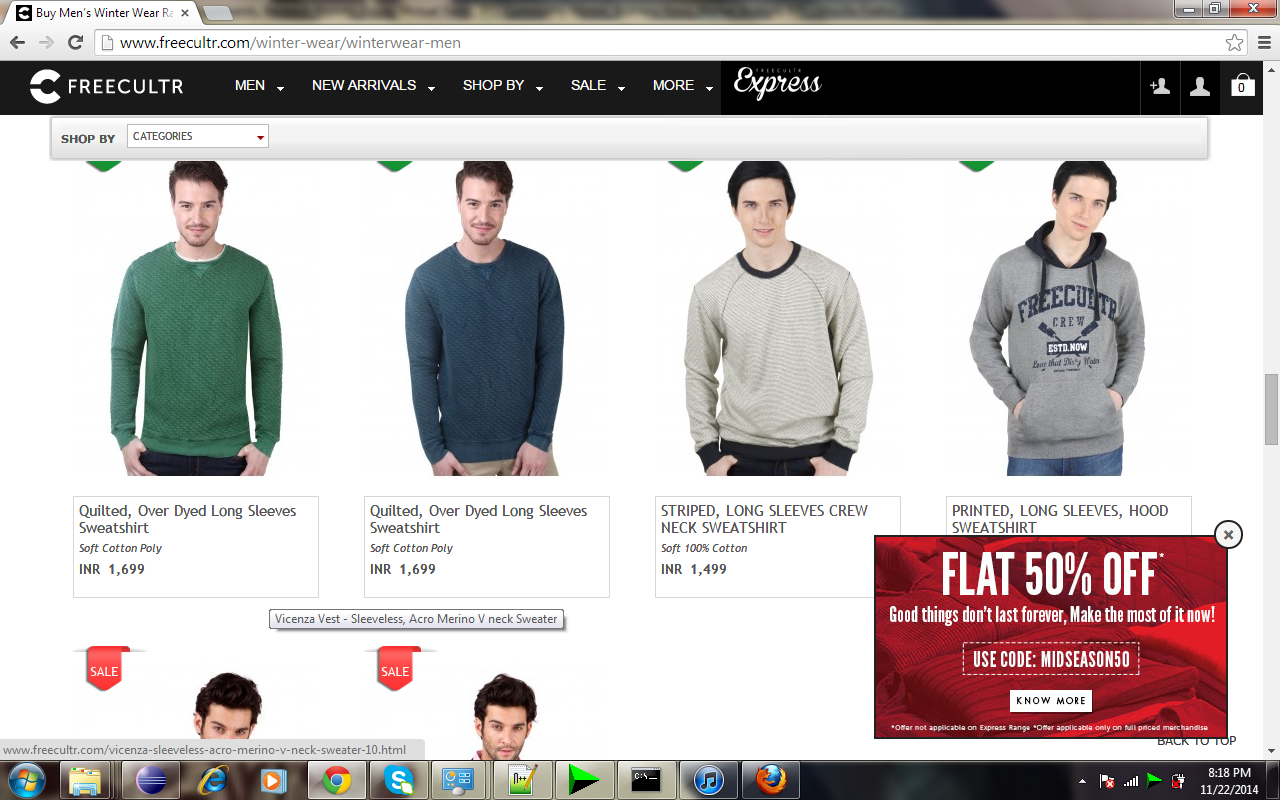 Buy Men's Winter Wear Ra
www.freecultr.com/winter-wear/winterwear-men
FREECULTR
MEN
NEW ARRIVALS
SHOP BY
SALE
MORE
FREECULTR
Express
0
SHOP BY
CATEGORIES
FREECULTR
CREW
ESTD.NOW
Love that Dirty Water
Quilted, Over Dyed Long Sleeves
Sweatshirt
Soft Cotton Poly
INR 1,699
Quilted, Over Dyed Long Sleeves
Sweatshirt
Soft Cotton Poly
INR 1,699
STRIPED, LONG SLEEVES CREW
NECK SWEATSHIRT
Soft 100% Cotton
INR 1,499
PRINTED, LONG SLEEVES, HOOD
SWEATSHIRT
FLAT 50% OFF*
Good things don't last forever, Make the most of it now!
USE CODE: MIDSEASON50
KNOW MORE
*Offer not applicable on Express Range *Offer applicable only on full priced merchandise
Vicenza Vest - Sleeveless, Acro Merino V neck Sweater
SALE
SALE
BACK TO TOP
www.freecultr.com/vicenza-sleeveless-acro-merino-v-neck-sweater-10.html
8:18 PM
11/22/2014